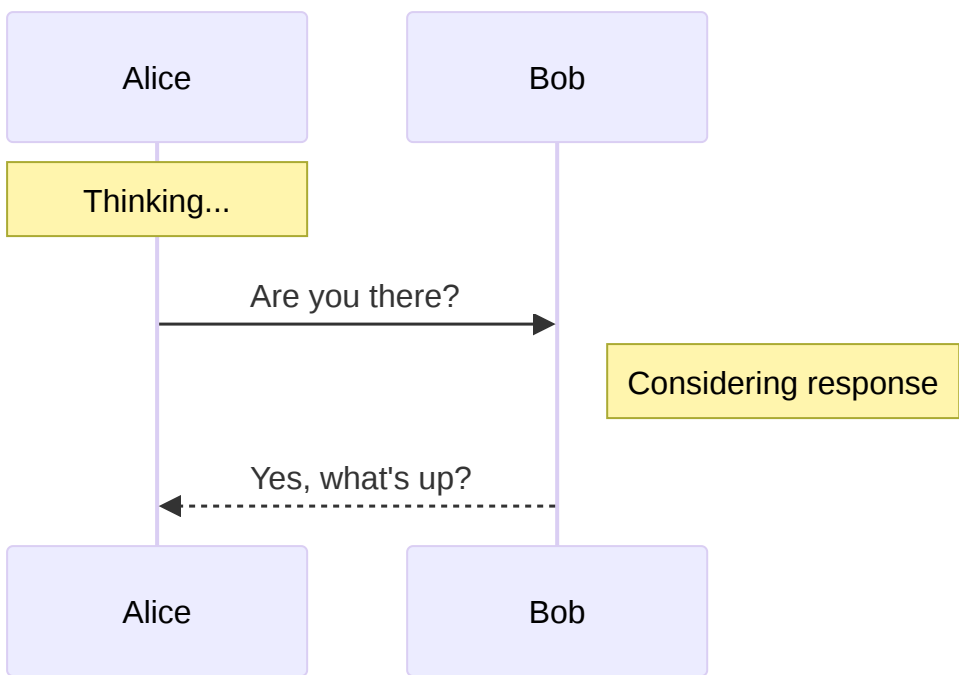 Alice
Bob
Thinking...
Are you there?
Considering response
Yes, what's up?
Alice
Bob